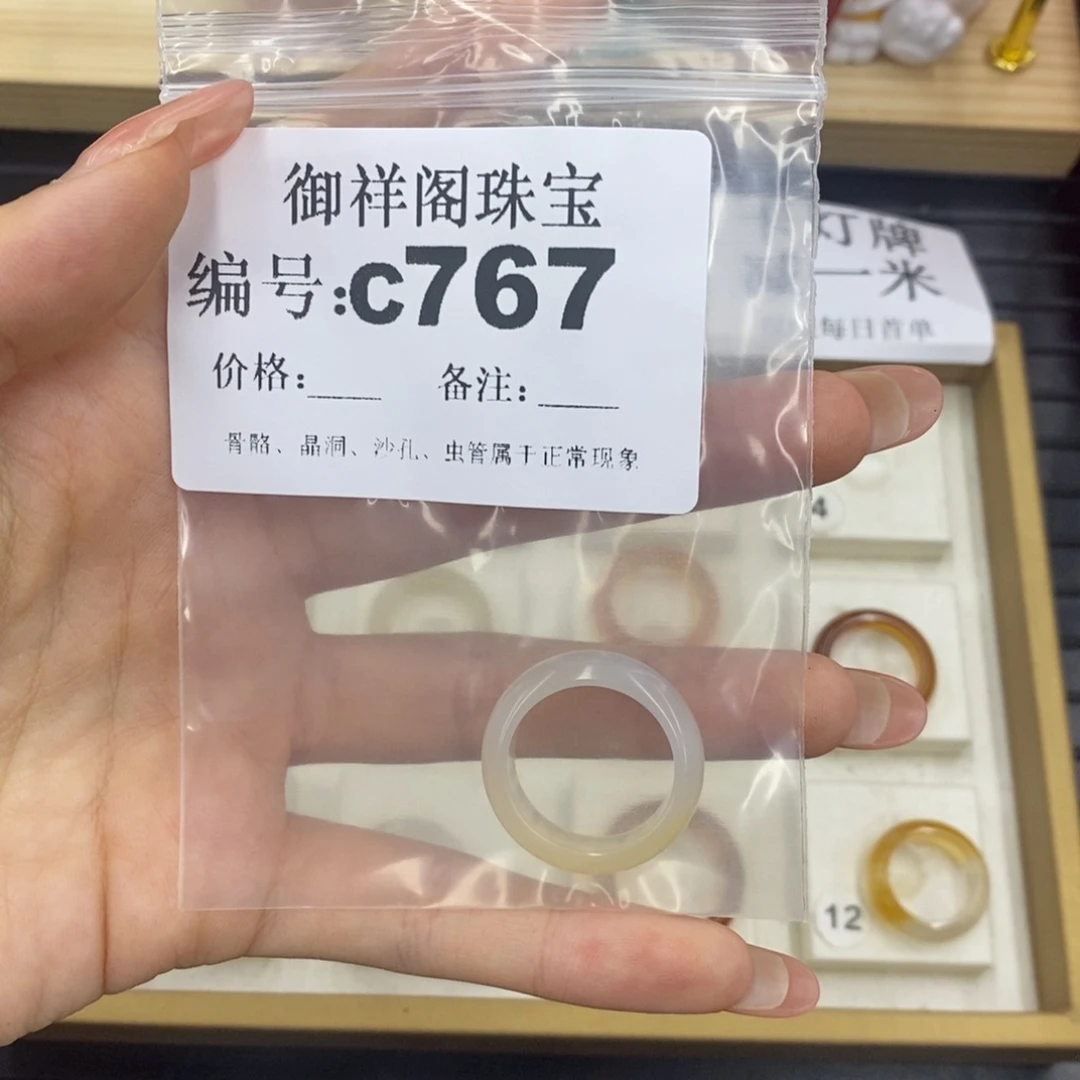 御祥阁珠宝
编号:c767
价格:____ 备注:____
骨骼、晶洞、沙孔、虫管属于正常现象
灯牌
一米
每日首单
4
12